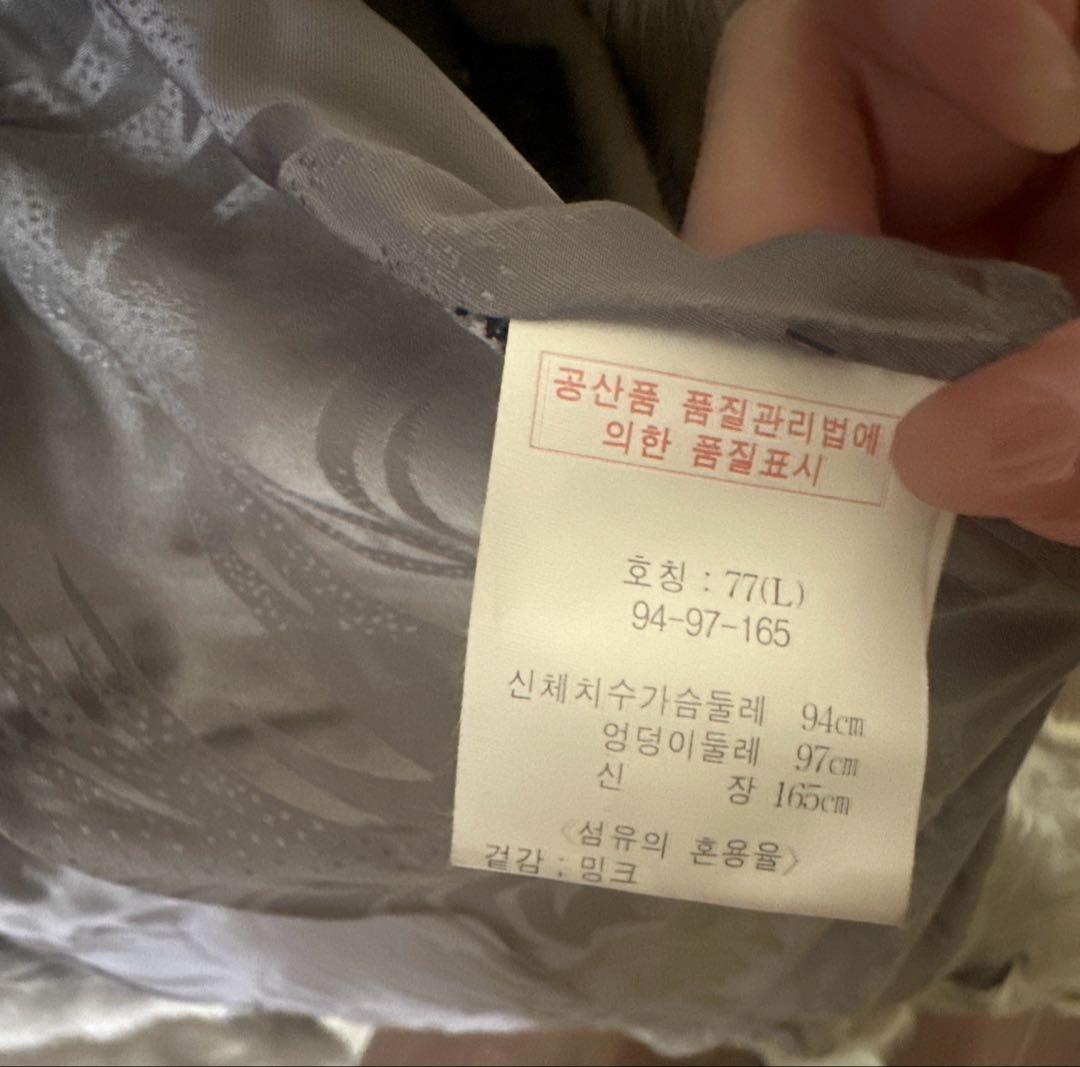 공산품 품질관리법에
의한 품질표시
호칭 : 77(L)
94-97-165
신체치수가슴둘레 94cm
엉덩이둘레 97cm
신 장 165cm
<섬유의 혼용율>
겉감 : 밍크